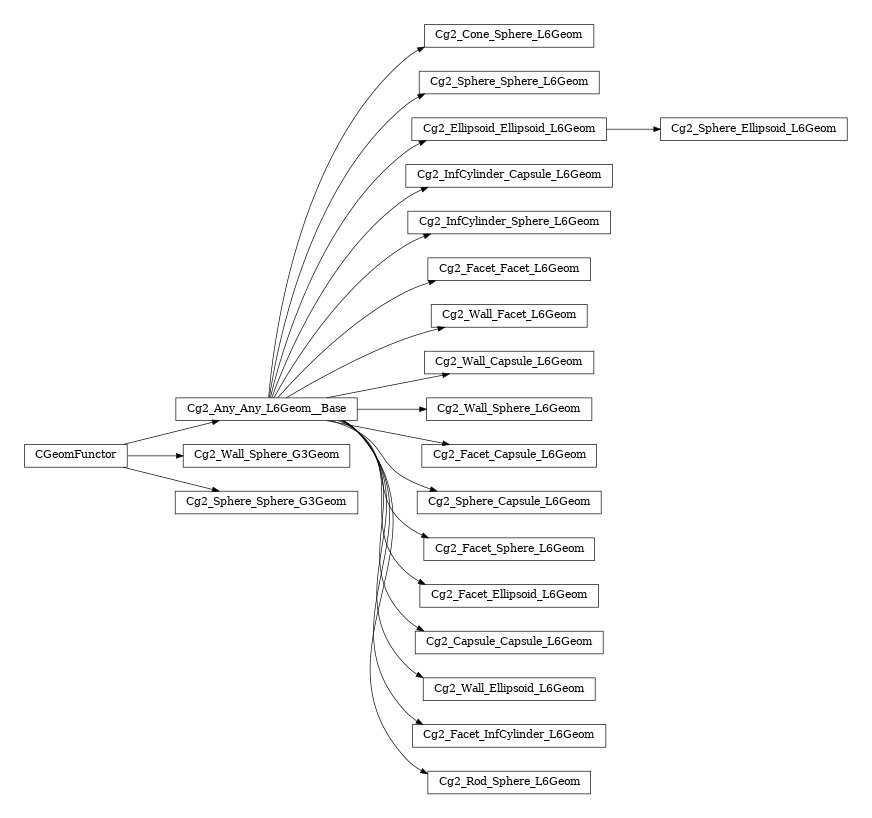 Cg2_Cone_Sphere_L6Geom
Cg2_Sphere_Sphere_L6Geom
Cg2_Ellipsoid_Ellipsoid_L6Geom
Cg2_Sphere_Ellipsoid_L6Geom
Cg2_InfCylinder_Capsule_L6Geom
Cg2_InfCylinder_Sphere_L6Geom
Cg2_Facet_Facet_L6Geom
Cg2_Wall_Facet_L6Geom
Cg2_Wall_Capsule_L6Geom
Cg2_Any_Any_L6Geom__Base
Cg2_Wall_Sphere_L6Geom
CGeomFunctor
Cg2_Wall_Sphere_G3Geom
Cg2_Facet_Capsule_L6Geom
Cg2_Sphere_Sphere_G3Geom
Cg2_Sphere_Capsule_L6Geom
Cg2_Facet_Sphere_L6Geom
Cg2_Facet_Ellipsoid_L6Geom
Cg2_Capsule_Capsule_L6Geom
Cg2_Wall_Ellipsoid_L6Geom
Cg2_Facet_InfCylinder_L6Geom
Cg2_Rod_Sphere_L6Geom